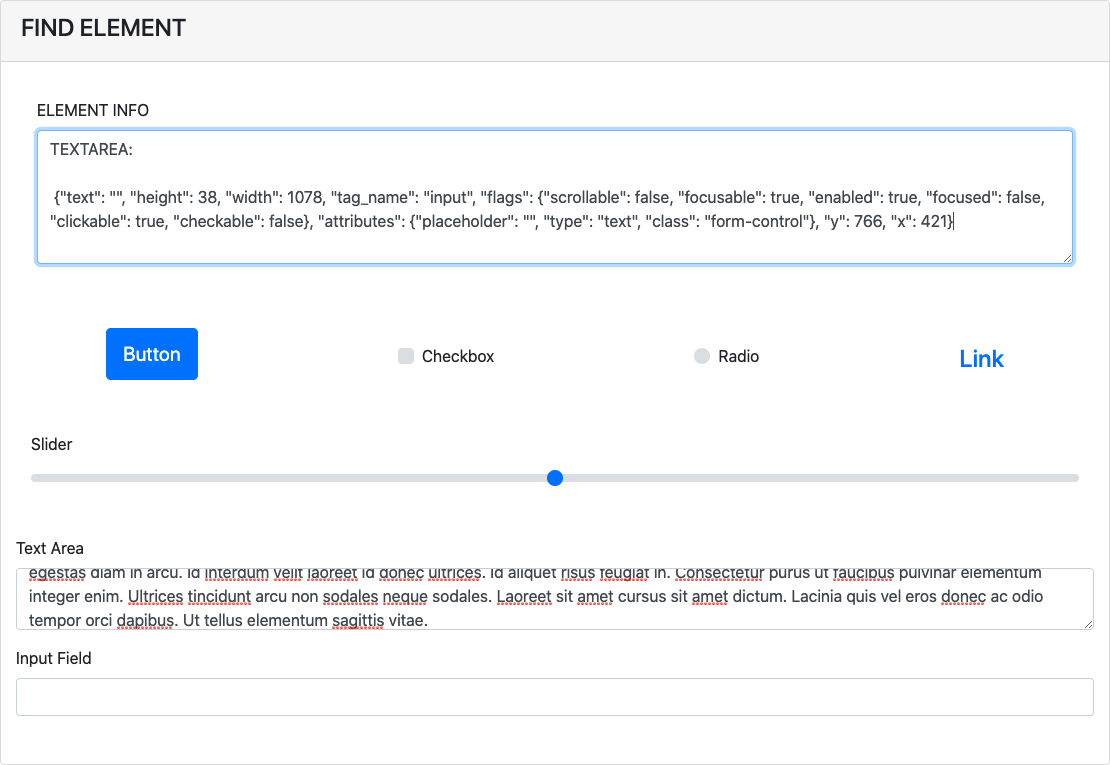 FIND ELEMENT
ELEMENT INFO
TEXTAREA:
{"text": "", "height": 38, "width": 1078, "tag_name": "input", "flags": {"scrollable": false, "focusable": true, "enabled": true, "focused": false,
"clickable": true, "checkable": false}, "attributes": {"placeholder": "", "type": "text", "class": "form-control"}, "y": 766, "x": 421}
Button
Checkbox
Radio
Link
Slider
Text Area
egestas diam in arcu. Id interdum velit laoreet id donec ultrices. Id aliquet risus feugiat in. Consectetur purus ut faucibus pulvinar elementum
integer enim. Ultrices tincidunt arcu non sodales neque sodales. Laoreet sit amet cursus sit amet dictum. Lacinia quis vel eros donec ac odio
tempor orci dapibus. Ut tellus elementum sagittis vitae.
Input Field